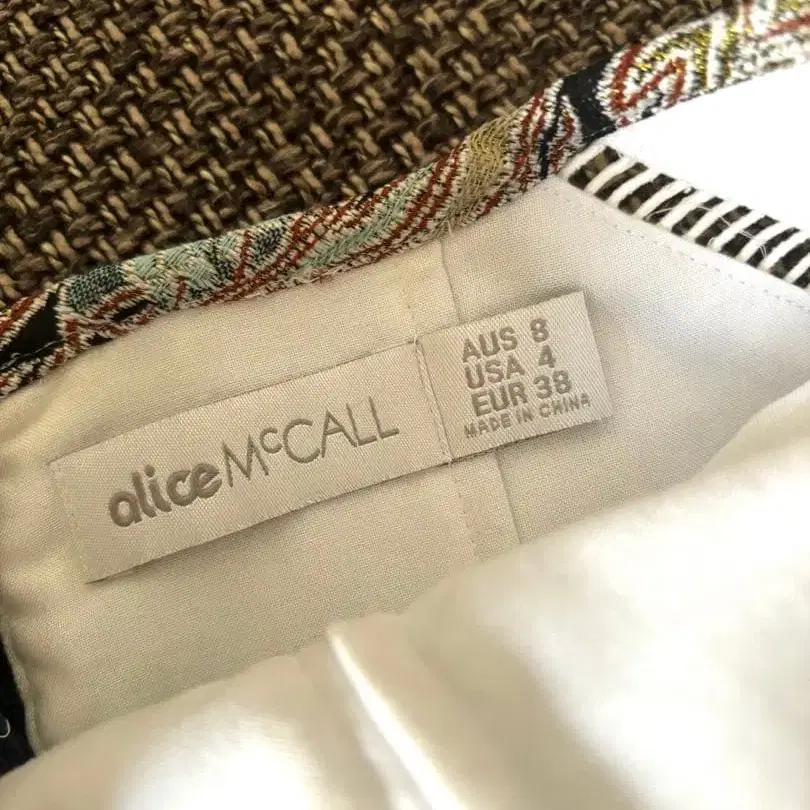 alice McCALL
AUS 8
USA 4
EUR 38
MADE IN CHINA